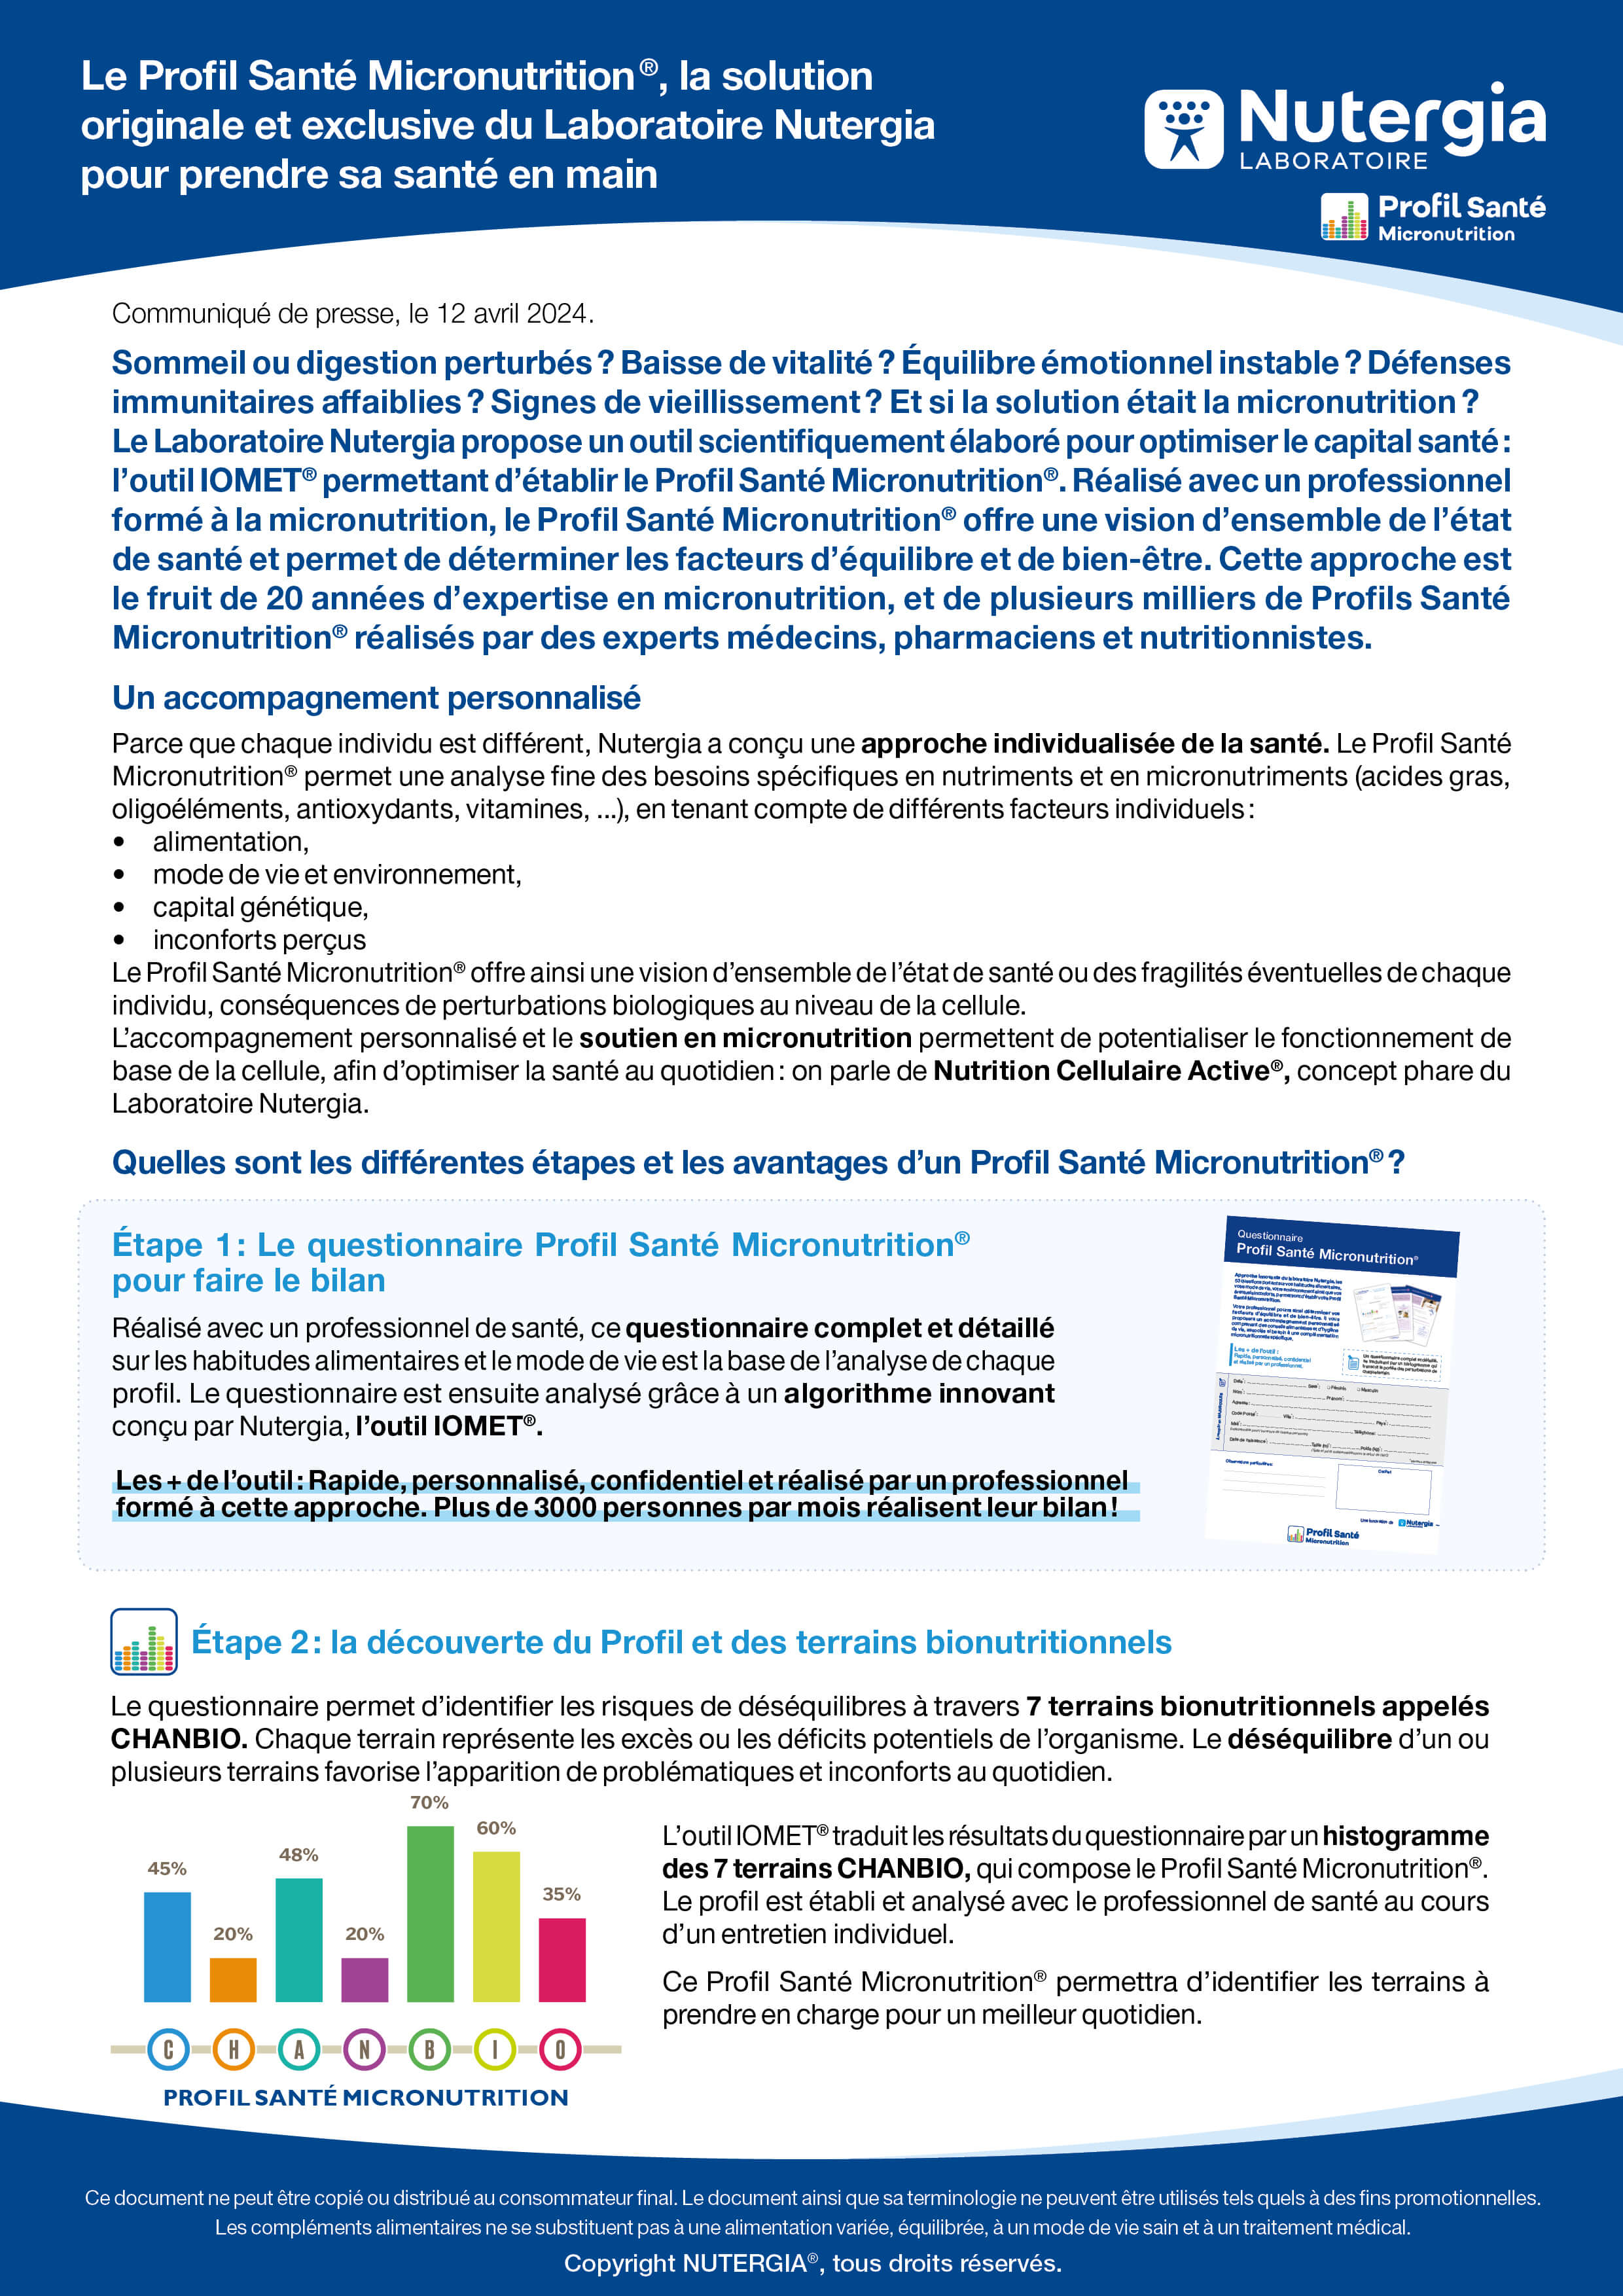 Le Profil Santé Micronutrition®, la solution
originale et exclusive du Laboratoire Nutergia
pour prendre sa santé en main
Nutergia
LABORATOIRE
Profil Santé
Micronutrition
Communiqué de presse, le 12 avril 2024.
Sommeil ou digestion perturbés ? Baisse de vitalité ? Équilibre émotionnel instable ? Défenses
immunitaires affaiblies ? Signes de vieillissement ? Et si la solution était la micronutrition ?
Le Laboratoire Nutergia propose un outil scientifiquement élaboré pour optimiser le capital santé :
l'outil IOMET® permettant d'établir le Profil Santé Micronutrition®. Réalisé avec un professionnel
formé à la micronutrition, le Profil Santé Micronutrition® offre une vision d'ensemble de l'état
de santé et permet de déterminer les facteurs d'équilibre et de bien-être. Cette approche est
le fruit de 20 années d'expertise en micronutrition, et de plusieurs milliers de Profils Santé
Micronutrition® réalisés par des experts médecins, pharmaciens et nutritionnistes.
Un accompagnement personnalisé
Parce que chaque individu est différent, Nutergia a conçu une approche individualisée de la santé. Le Profil Santé
Micronutrition® permet une analyse fine des besoins spécifiques en nutriments et en micronutriments (acides gras,
oligoéléments, antioxydants, vitamines, ...), en tenant compte de différents facteurs individuels :
• alimentation,
• mode de vie et environnement,
• capital génétique,
• inconforts perçus
Le Profil Santé Micronutrition® offre ainsi une vision d'ensemble de l'état de santé ou des fragilités éventuelles de chaque
individu, conséquences de perturbations biologiques au niveau de la cellule.
L'accompagnement personnalisé et le soutien en micronutrition permettent de potentialiser le fonctionnement de
base de la cellule, afin d'optimiser la santé au quotidien : on parle de Nutrition Cellulaire Active®, concept phare du
Laboratoire Nutergia.
Quelles sont les différentes étapes et les avantages d'un Profil Santé Micronutrition® ?
Étape 1 : Le questionnaire Profil Santé Micronutrition®
pour faire le bilan
Réalisé avec un professionnel de santé, ce questionnaire complet et détaillé
sur les habitudes alimentaires et le mode de vie est la base de l'analyse de chaque
profil. Le questionnaire est ensuite analysé grâce à un algorithme innovant
conçu par Nutergia, l'outil IOMET®.
Les + de l'outil : Rapide, personnalisé, confidentiel et réalisé par un professionnel
formé à cette approche. Plus de 3000 personnes par mois réalisent leur bilan !
Questionnaire
Profil Santé Micronutrition®
Les + de l'outil :
Rapide, personnalisé, confidentiel
et réalisé par un professionnel.
Observations particulières :
Cachet
Nutergia
Profil Santé
Micronutrition
Étape 2 : la découverte du Profil et des terrains bionutritionnels
Le questionnaire permet d'identifier les risques de déséquilibres à travers 7 terrains bionutritionnels appelés
CHANBIO. Chaque terrain représente les excès ou les déficits potentiels de l'organisme. Le déséquilibre d'un ou
plusieurs terrains favorise l'apparition de problématiques et inconforts au quotidien.
45% 20% 48% 20% 70% 60% 35%
C H A N B I O
PROFIL SANTÉ MICRONUTRITION
L'outil IOMET® traduit les résultats du questionnaire par un histogramme
des 7 terrains CHANBIO, qui compose le Profil Santé Micronutrition®.
Le profil est établi et analysé avec le professionnel de santé au cours
d'un entretien individuel.
Ce Profil Santé Micronutrition® permettra d'identifier les terrains à
prendre en charge pour un meilleur quotidien.
Ce document ne peut être copié ou distribué au consommateur final. Le document ainsi que sa terminologie ne peuvent être utilisés tels quels à des fins promotionnelles.
Les compléments alimentaires ne se substituent pas à une alimentation variée, équilibrée, à un mode de vie sain et à un traitement médical.
Copyright NUTERGIA®, tous droits réservés.